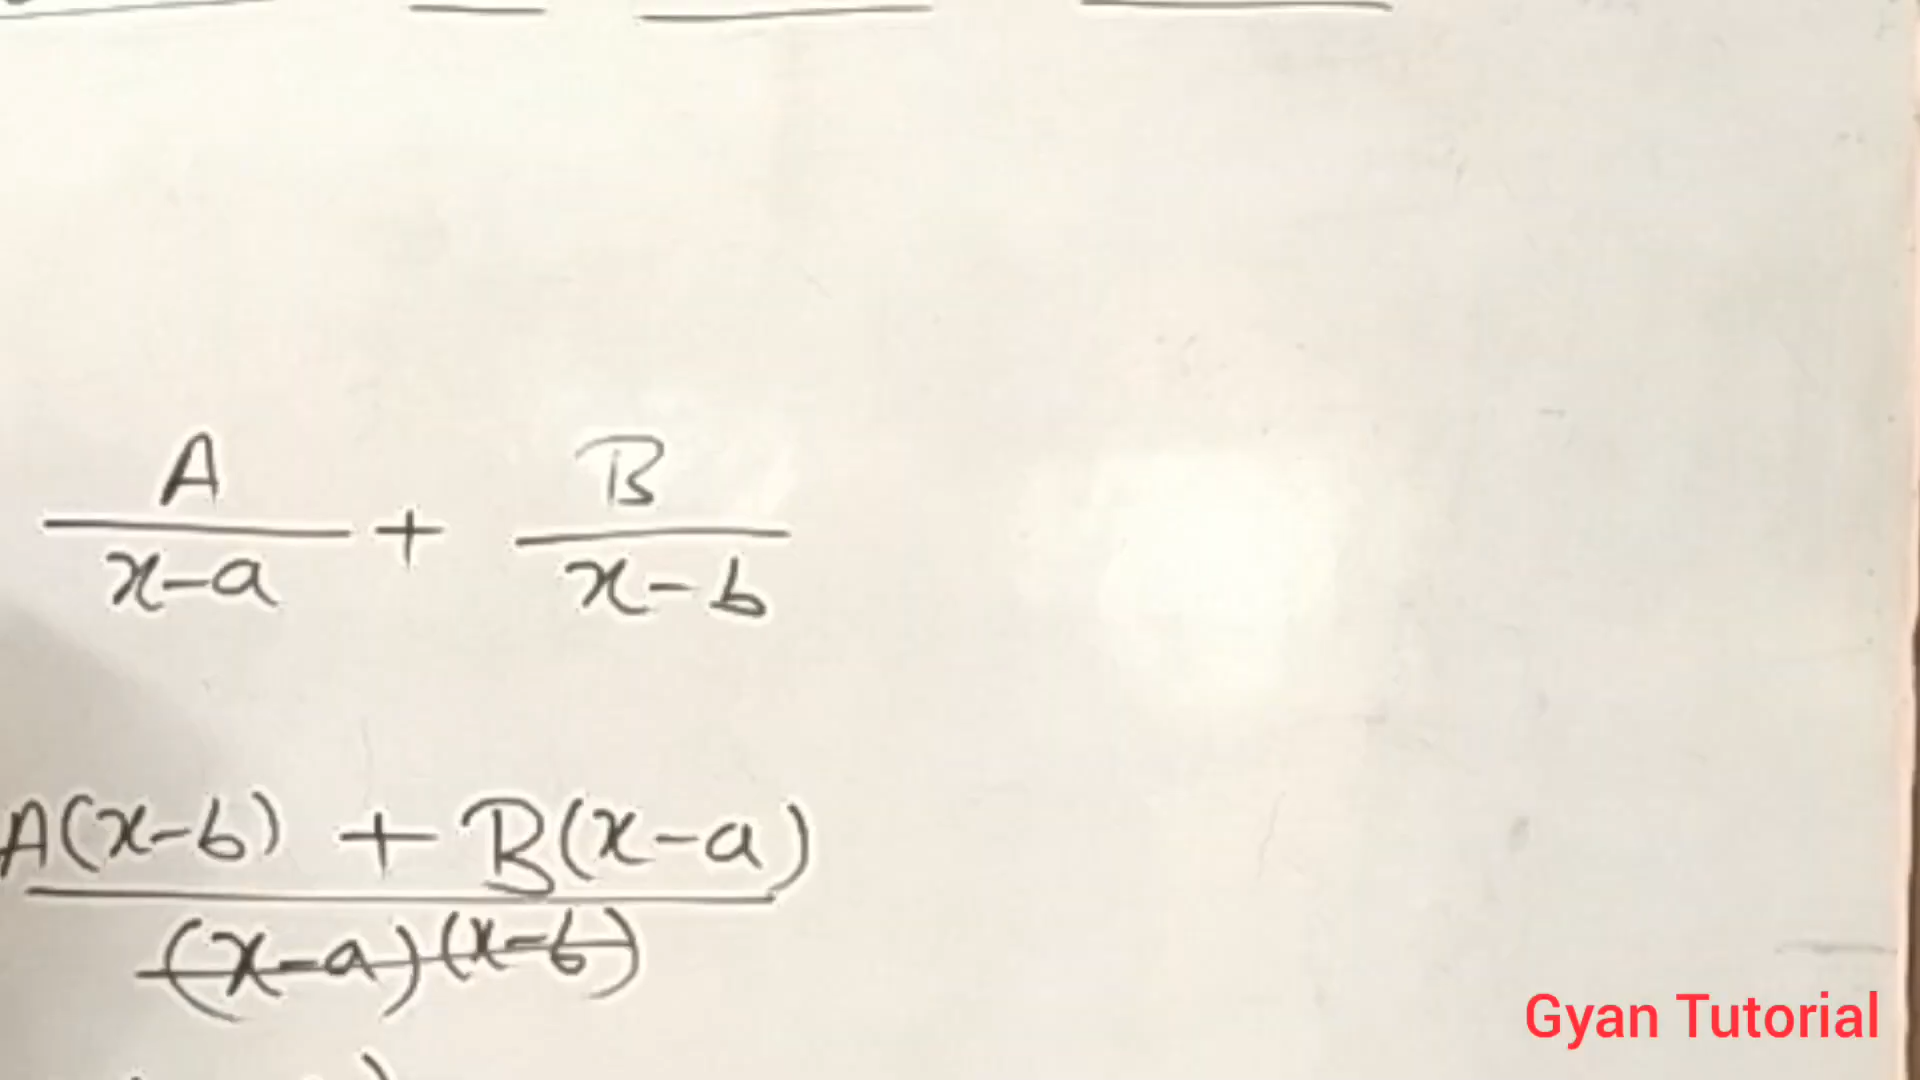 A/(x-a) + B/(x-b)
A(x-b) + B(x-a)
(x-a)(x-b)
Gyan Tutorial